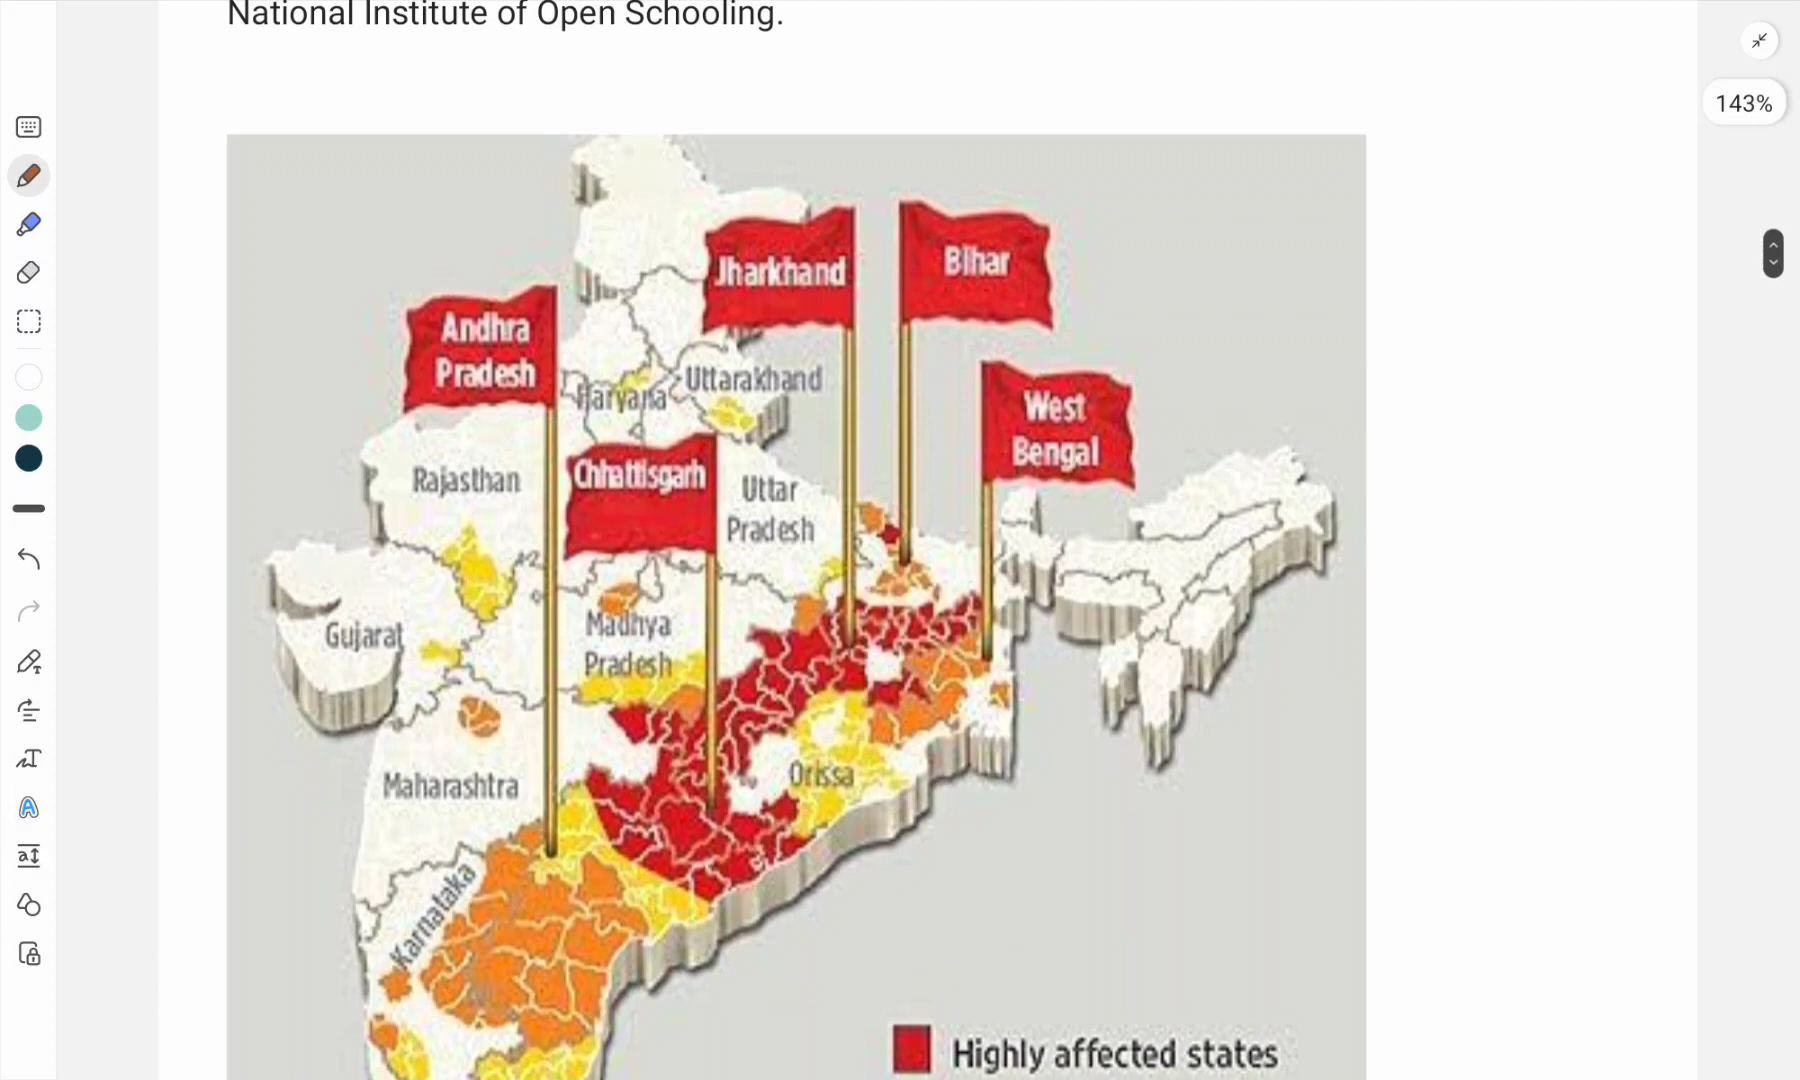 National Institute of Open Schooling.
143%
Jharkhand
Bihar
Andhra
Pradesh
Uttarakhand
Haryana
West
Bengal
Rajasthan
Chhattisgarh
Uttar
Pradesh
Gujarat
Madhya
Pradesh
Maharashtra
Orissa
Karnataka
Highly affected states